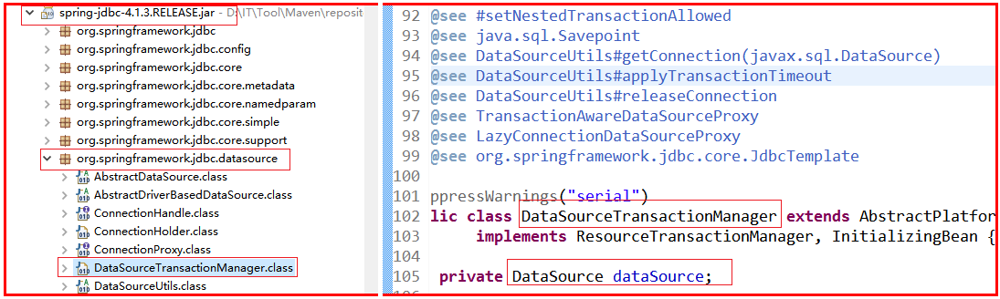 spring-jdbc-4.1.3.RELEASE.jar - D:\IT\Tool\Maven\reposit
org.springframework.jdbc
org.springframework.jdbc.config
org.springframework.jdbc.core
org.springframework.jdbc.core.metadata
org.springframework.jdbc.core.namedparam
org.springframework.jdbc.core.simple
org.springframework.jdbc.core.support
org.springframework.jdbc.datasource
AbstractDataSource.class
AbstractDriverBasedDataSource.class
ConnectionHandle.class
ConnectionHolder.class
ConnectionProxy.class
DataSourceTransactionManager.class
DataSourceUtils.class
92 @see #setNestedTransactionAllowed
93 @see java.sql.Savepoint
94 @see DataSourceUtils#getConnection(javax.sql.DataSource)
95 @see DataSourceUtils#applyTransactionTimeout
96 @see DataSourceUtils#releaseConnection
97 @see TransactionAwareDataSourceProxy
98 @see LazyConnectionDataSourceProxy
99 @see org.springframework.jdbc.core.JdbcTemplate
100
101 ppressWarnings("serial")
102 lic class DataSourceTransactionManager extends AbstractPlatfor
103 implements ResourceTransactionManager, InitializingBean {
104
105 private DataSource dataSource;